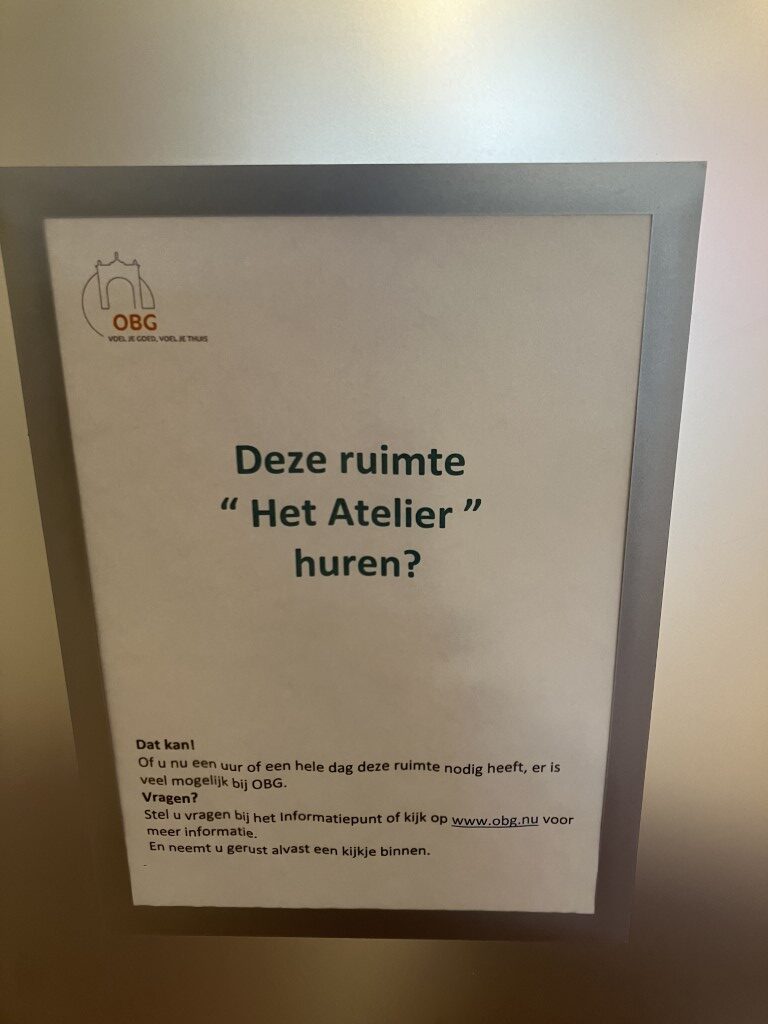 OBG
VOEL JE GOED, VOEL JE THUIS
Deze ruimte
“ Het Atelier ”
huren?
Dat kan!
Of u nu een uur of een hele dag deze ruimte nodig heeft, er is
veel mogelijk bij OBG.
Vragen?
Stel u vragen bij het Informatiepunt of kijk op www.obg.nu voor
meer informatie.
En neemt u gerust alvast een kijkje binnen.